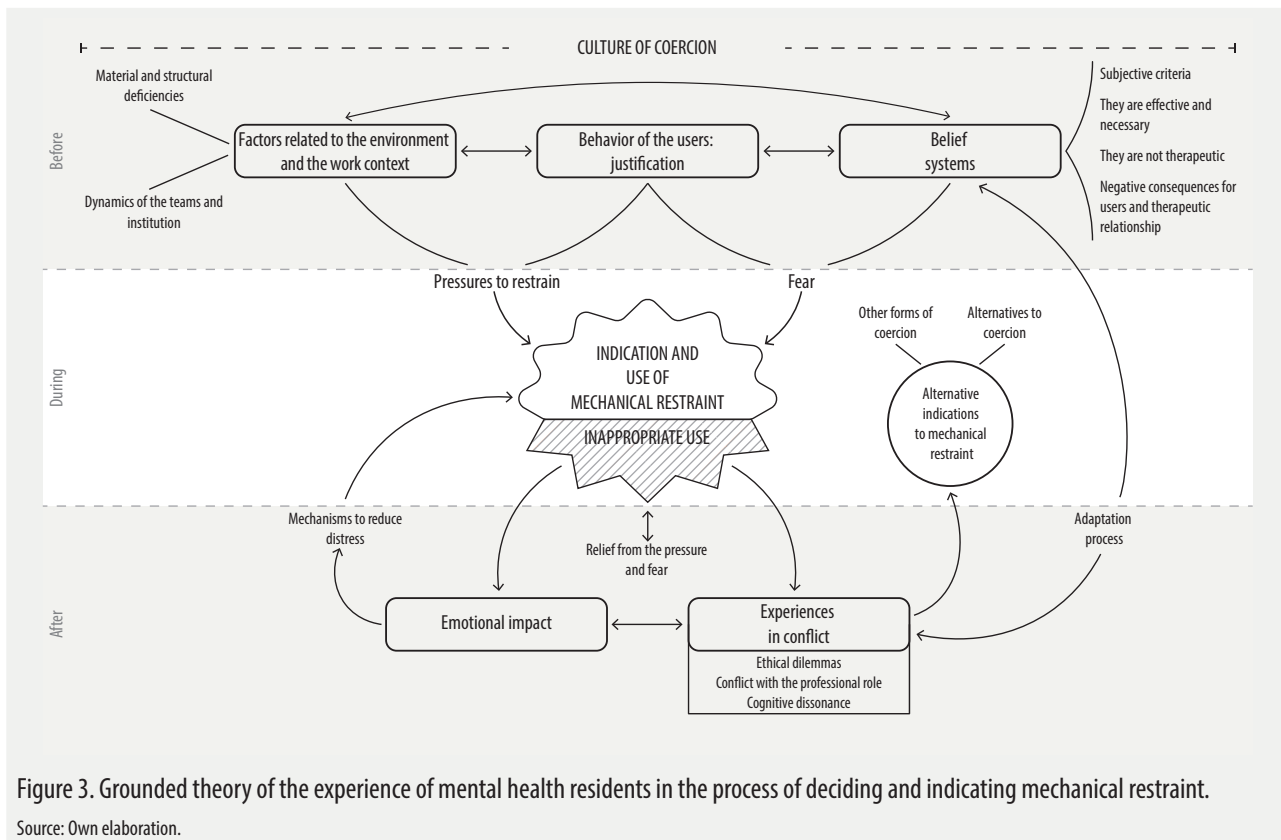 CULTURE OF COERCION
Before
Material and structural
deficiencies
Dynamics of the teams and
institution
Factors related to the environment
and the work context
Behavior of the users:
justification
Belief
systems
Subjective criteria
They are effective and
necessary
They are not therapeutic
Negative consequences for
users and therapeutic
relationship
Pressures to restrain
Fear
During
INDICATION AND
USE OF
MECHANICAL RESTRAINT
INAPPROPRIATE USE
Other forms of
coercion
Alternatives to
coercion
Alternative
indications
to mechanical
restraint
After
Mechanisms to reduce
distress
Relief from the pressure
and fear
Adaptation
process
Emotional impact
Experiences
in conflict
Ethical dilemmas
Conflict with the professional role
Cognitive dissonance
Figure 3. Grounded theory of the experience of mental health residents in the process of deciding and indicating mechanical restraint.
Source: Own elaboration.